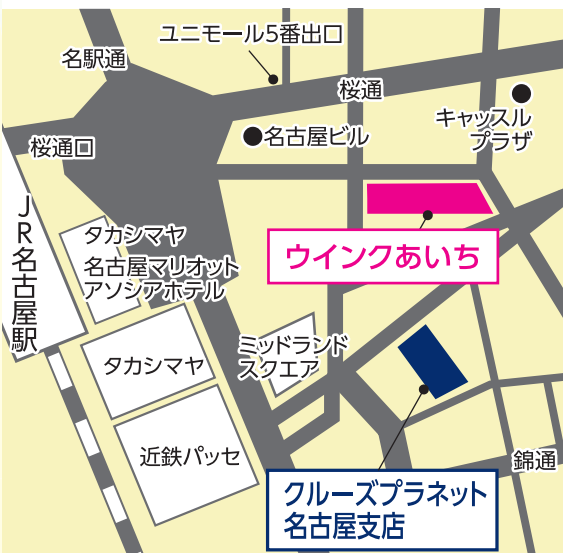 ユニモール5番出口
名駅通
桜通
キャッスル
プラザ
名古屋ビル
桜通口
JR名古屋駅
タカシマヤ
名古屋マリオット
アソシアホテル
ウインクあいち
ミッドランド
スクエア
タカシマヤ
近鉄パッセ
錦通
クルーズプラネット
名古屋支店